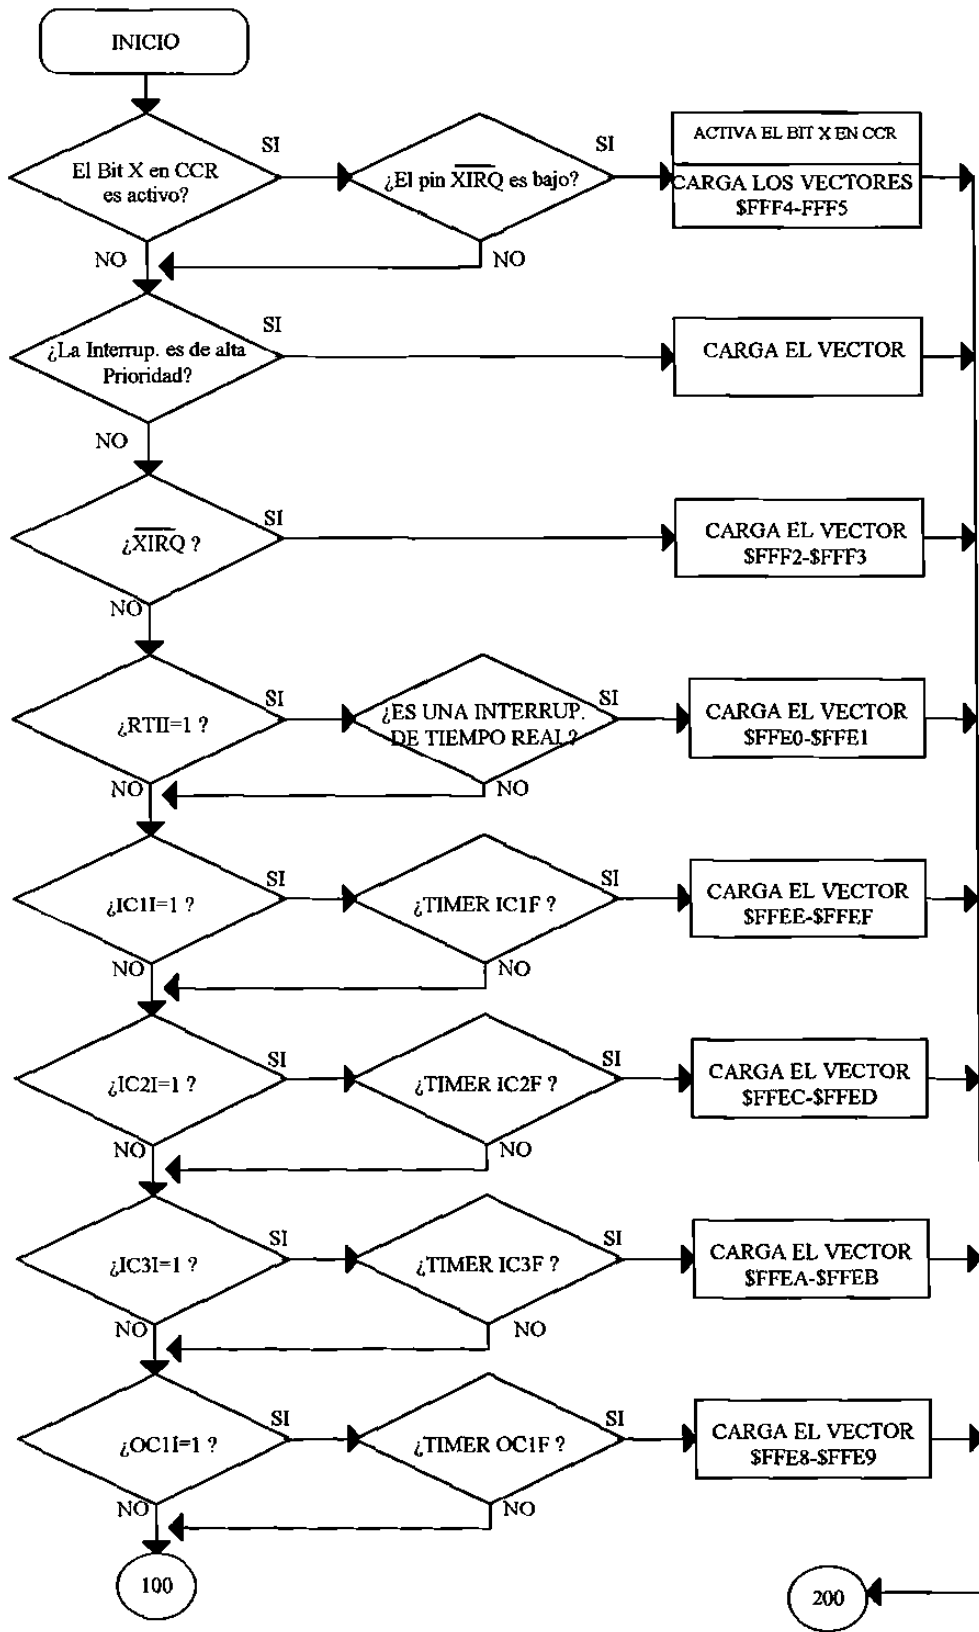 INICIO
El Bit X en CCR
es activo?
SI
NO
¿El pin XIRQ es bajo?
SI
NO
ACTIVA EL BIT X EN CCR
CARGA LOS VECTORES
$FFF4-FFF5
¿La Interrup. es de alta
Prioridad?
SI
NO
CARGA EL VECTOR
¿XIRQ ?
SI
NO
CARGA EL VECTOR
$FFF2-$FFF3
¿RTII=1 ?
SI
NO
¿ES UNA INTERRUP.
DE TIEMPO REAL?
SI
NO
CARGA EL VECTOR
$FFE0-$FFE1
¿IC1I=1 ?
SI
NO
¿TIMER IC1F ?
SI
NO
CARGA EL VECTOR
$FFEE-$FFEF
¿IC2I=1 ?
SI
NO
¿TIMER IC2F ?
SI
NO
CARGA EL VECTOR
$FFEC-$FFED
¿IC3I=1 ?
SI
NO
¿TIMER IC3F ?
SI
NO
CARGA EL VECTOR
$FFEA-$FFEB
¿OC1I=1 ?
SI
NO
¿TIMER OC1F ?
SI
NO
CARGA EL VECTOR
$FFE8-$FFE9
100
200